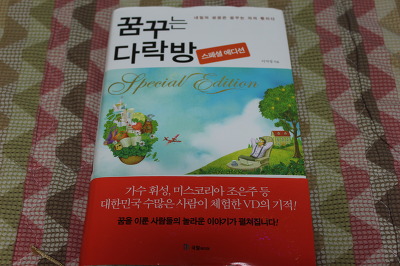 꿈꾸는
다락방
스페셜 에디션
Special Edition
가수 휘성, 미스코리아 조은주 등
대한민국 수많은 사람이 체험한 VD의 기적!
꿈을 이룬 사람들의 놀라운 이야기가 펼쳐집니다!